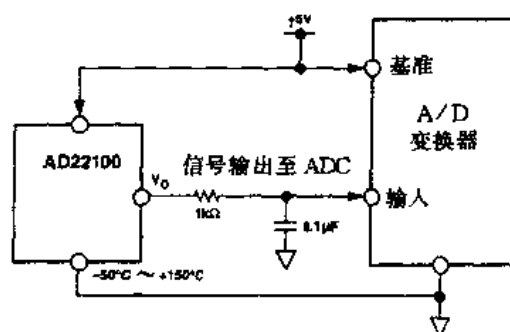 +5V
基准
A/D
变换器
AD22100
信号输出至 ADC
V₀
1kΩ
输入
0.1μF
-50°C ～ +150°C